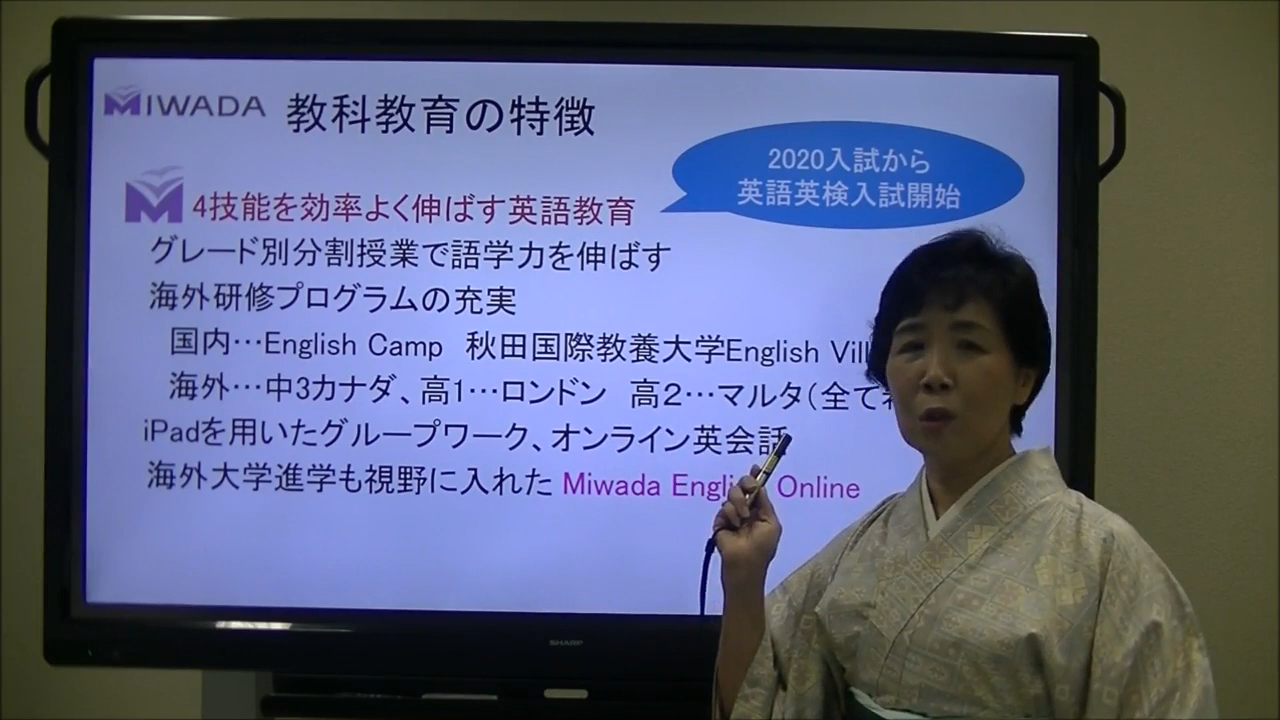 MIWADA 教科教育の特徴
2020入試から
英語英検入試開始
4技能を効率よく伸ばす英語教育
グレード別分割授業で語学力を伸ばす
海外研修プログラムの充実
国内…English Camp 秋田国際教養大学English
海外…中3カナダ、高1…ロンドン 高2…マルタ(全て
iPadを用いたグループワーク、オンライン英会話
海外大学進学も視野に入れた Miwada English Online
SHARP